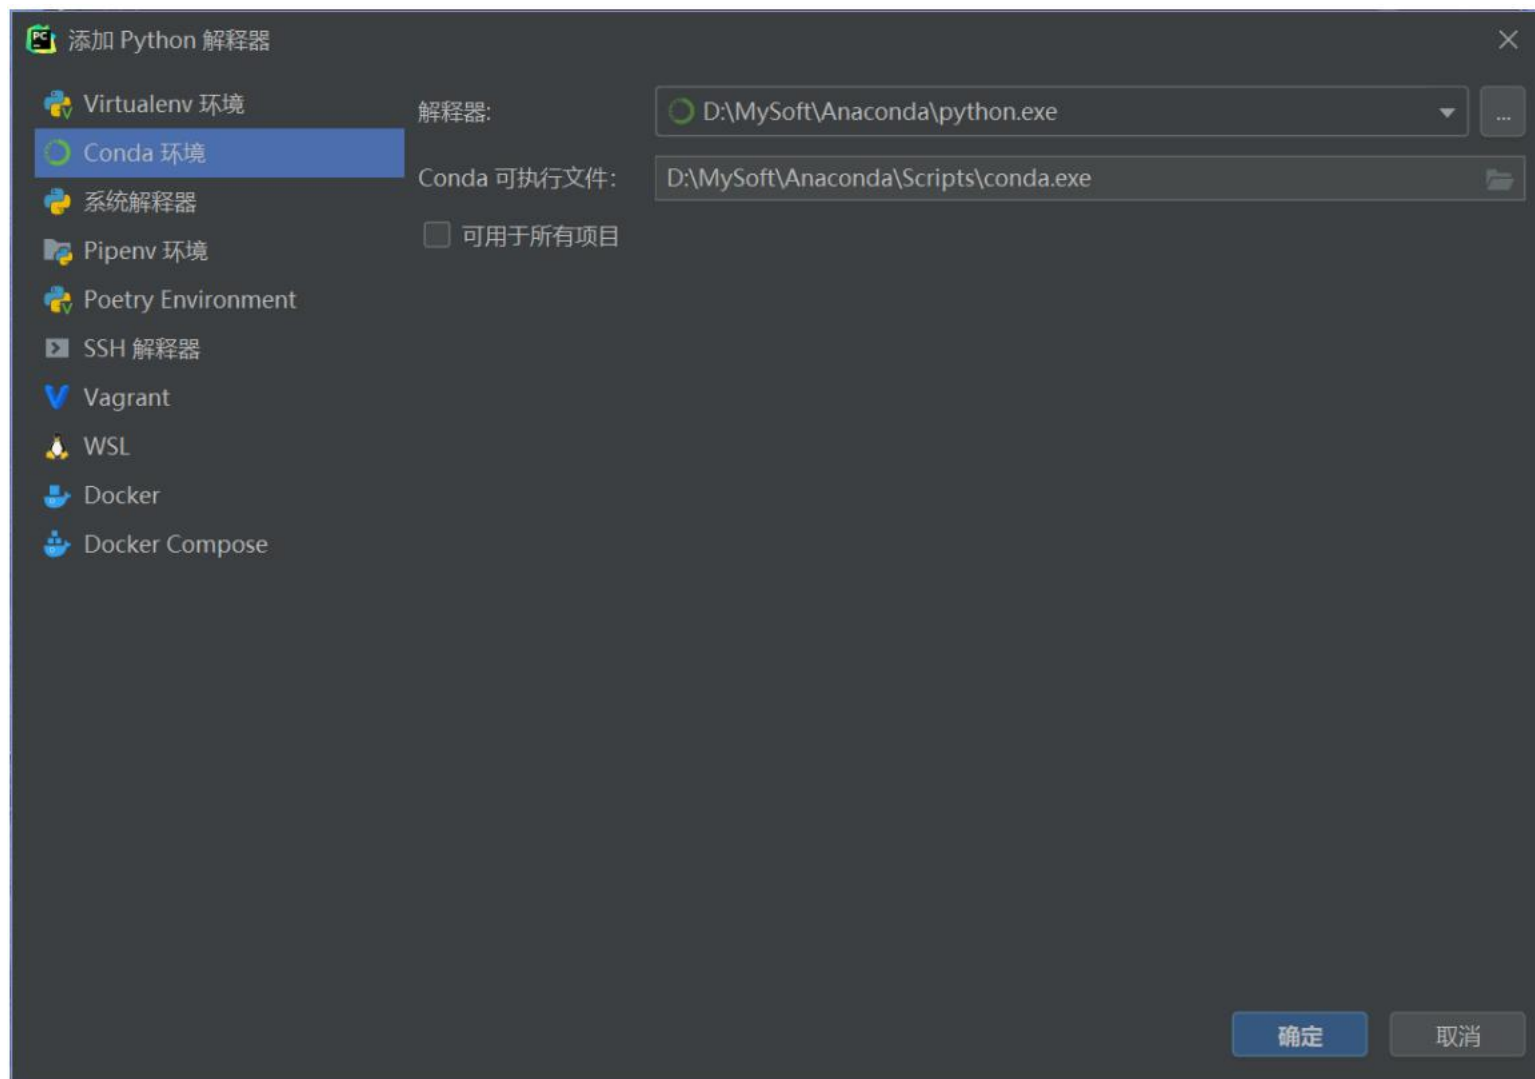 PC
添加 Python 解释器
Virtualenv 环境
Conda 环境
系统解释器
Pipenv 环境
Poetry Environment
SSH 解释器
Vagrant
WSL
Docker
Docker Compose
解释器: D:\MySoft\Anaconda\python.exe ...
Conda 可执行文件: D:\MySoft\Anaconda\Scripts\conda.exe
可用于所有项目
确定 取消